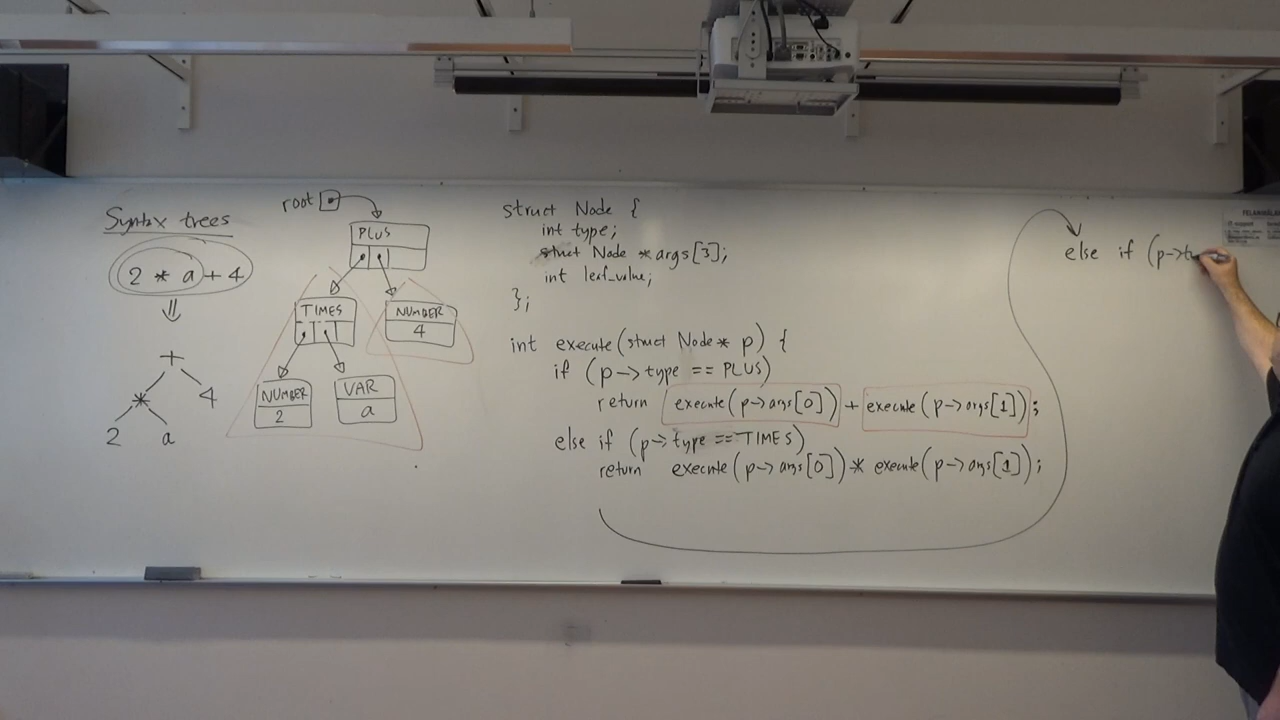 Syntax trees
2 * a + 4
+
* 4
2 a
root
PLUS
TIMES
NUMBER
4
NUMBER
2
VAR
a
struct Node {
int type;
struct Node *args[3];
int leaf_value;
};
int execute(struct Node* p) {
if (p->type == PLUS)
return execute(p->args[0]) + execute(p->args[1]);
else if (p->type == TIMES)
return execute(p->args[0]) * execute(p->args[1]);
else if (p->ty